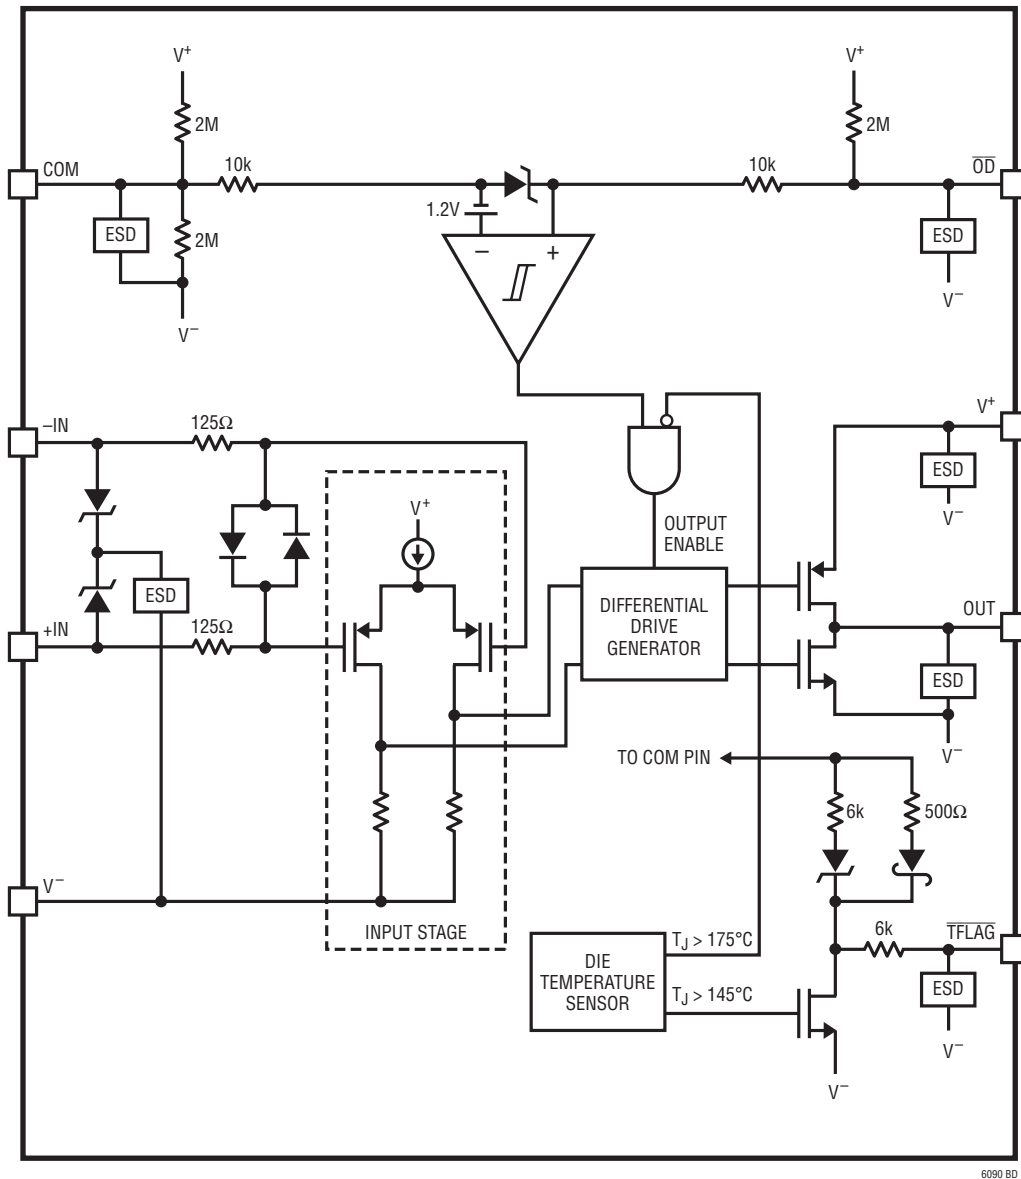 V+
V+
2M
2M
COM
10k
10k
OD
ESD
2M
1.2V
ESD
− +
V−
V−
–IN
125Ω
V+
ESD
V−
V+
OUTPUT
ENABLE
ESD
DIFFERENTIAL
DRIVE
GENERATOR
OUT
+IN
125Ω
ESD
V−
TO COM PIN
6k
500Ω
V−
INPUT STAGE
6k
TFLAG
DIE
TEMPERATURE
SENSOR
TJ > 175°C
TJ > 145°C
ESD
V−
V−
6090 BD